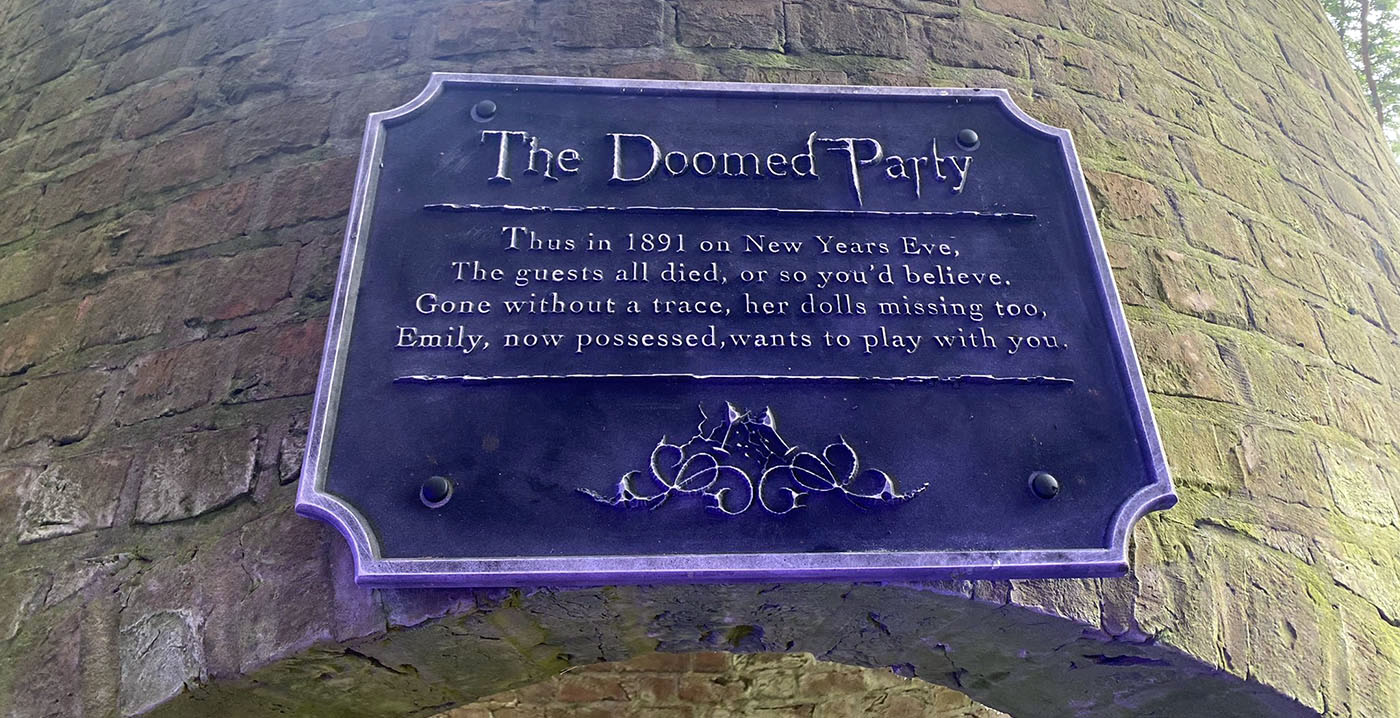 The Doomed Party
Thus in 1891 on New Years Eve,
The guests all died, or so you'd believe.
Gone without a trace, her dolls missing too,
Emily, now possessed, wants to play with you.